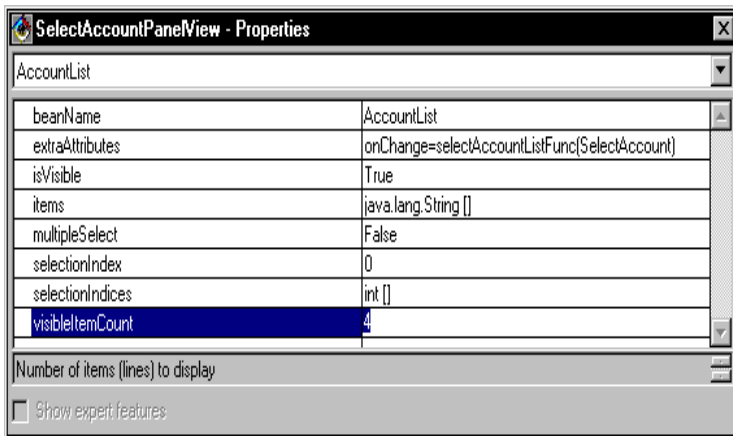 SelectAccountPanelView - Properties
AccountList
beanName AccountList
extraAttributes onChange=selectAccountListFunc(SelectAccount)
isVisible True
items java.lang.String []
multipleSelect False
selectionIndex 0
selectionIndices int []
visibleItemCount 4
Number of items (lines) to display
Show expert features